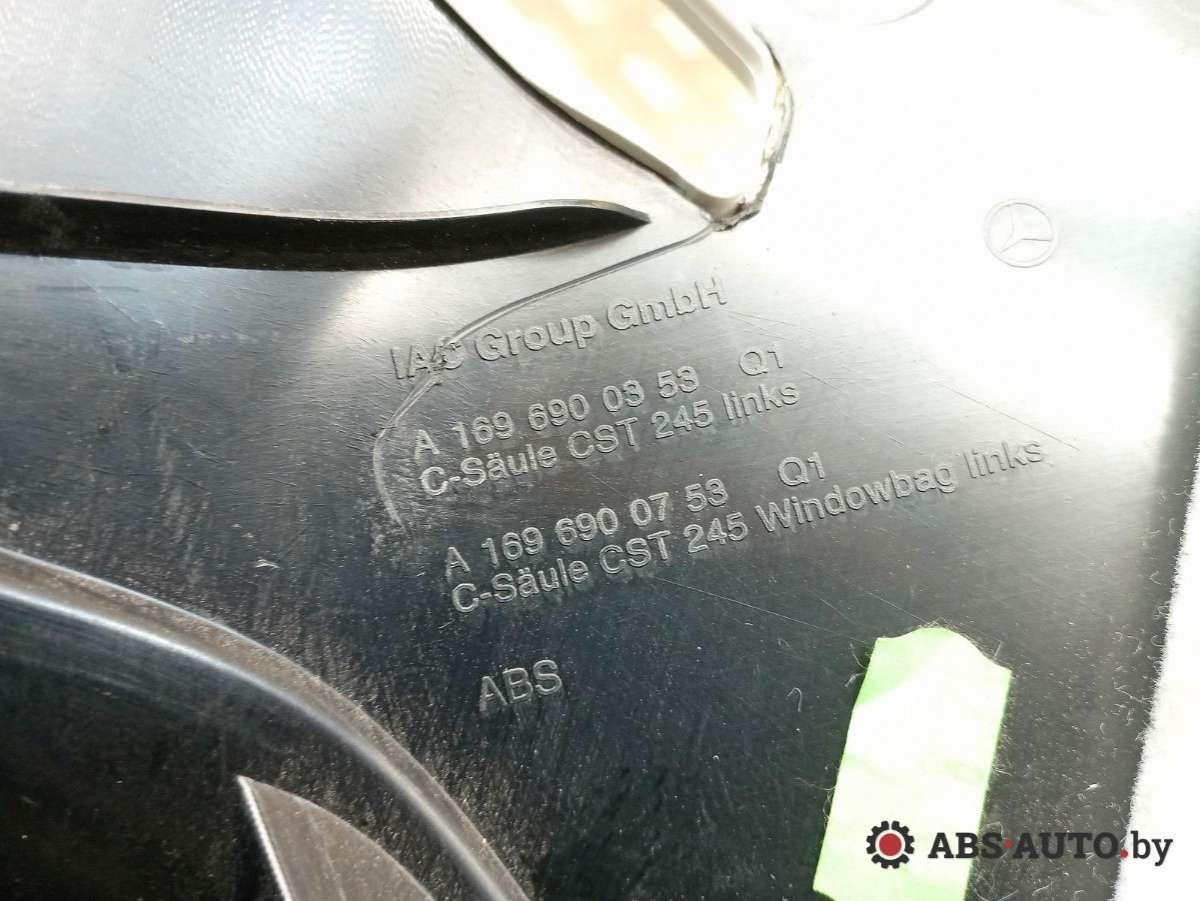 IAC Group GmbH
A 169 690 03 53 Q1
C-Säule CST 245 links
A 169 690 07 53 Q1
C-Säule CST 245 Windowbag links
ABS
ABS-AUTO.by